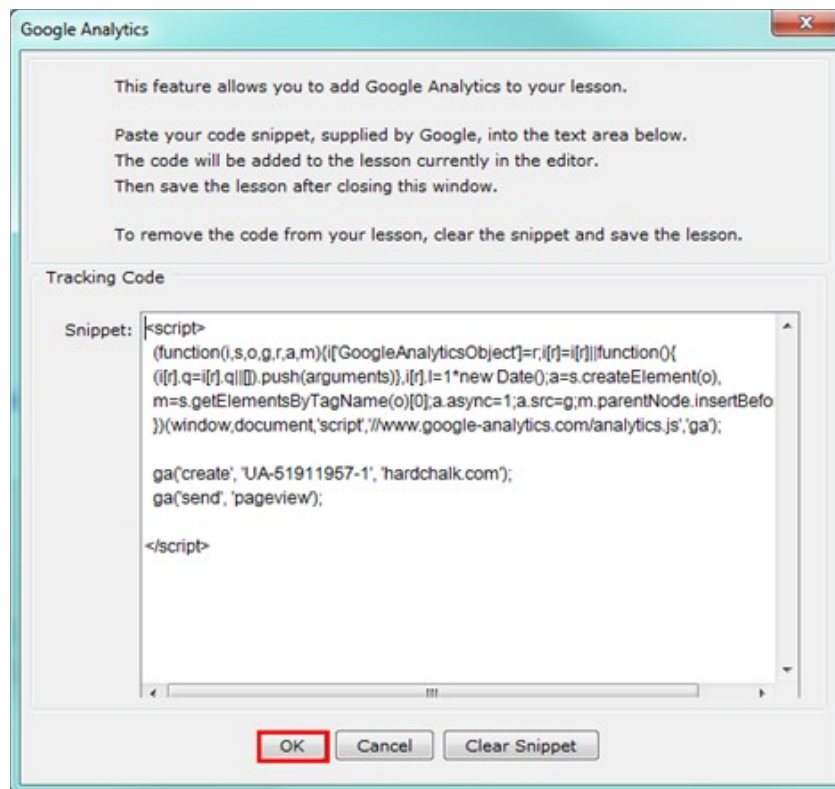 Google Analytics
This feature allows you to add Google Analytics to your lesson.
Paste your code snippet, supplied by Google, into the text area below.
The code will be added to the lesson currently in the editor.
Then save the lesson after closing this window.
To remove the code from your lesson, clear the snippet and save the lesson.
Tracking Code
Snippet:
<script>
(function(i,s,o,g,r,a,m){i['GoogleAnalyticsObject']=r;i[r]=i[r]||function(){
(i[r].q=i[r].q||[]).push(arguments)},i[r].l=1*new Date();a=s.createElement(o),
m=s.getElementsByTagName(o)[0];a.async=1;a.src=g;m.parentNode.insertBefo
})(window,document,'script','//www.google-analytics.com/analytics.js','ga');
ga('create', 'UA-51911957-1', 'hardchalk.com');
ga('send', 'pageview');
</script>
OK Cancel Clear Snippet